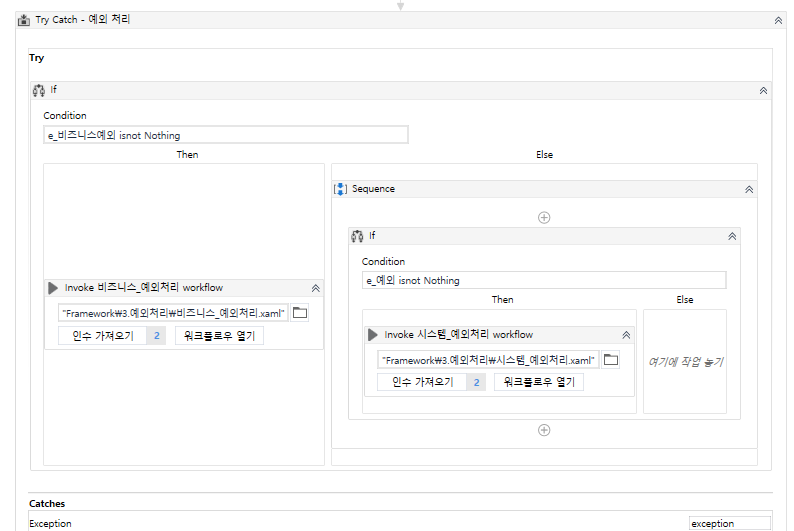 Try Catch - 예외 처리
Try
If
Condition
e_비즈니스예외 isnot Nothing
Then
Else
Invoke 비즈니스_예외처리 workflow
"Framework₩3.예외처리₩비즈니스_예외처리.xaml"
인수 가져오기 2 워크플로우 열기
Sequence
If
Condition
e_예외 isnot Nothing
Then
Else
Invoke 시스템_예외처리 workflow
"Framework₩3.예외처리₩시스템_예외처리.xaml"
인수 가져오기 2 워크플로우 열기
여기에 작업 놓기
Catches
Exception exception